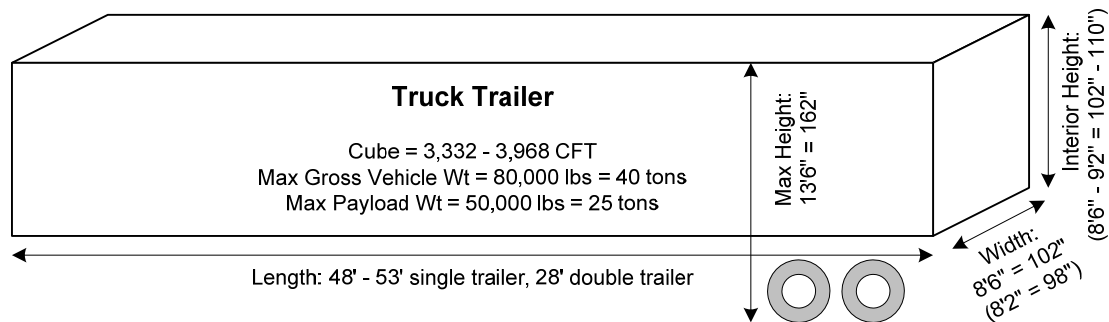 Truck Trailer
Cube = 3,332 - 3,968 CFT
Max Gross Vehicle Wt = 80,000 lbs = 40 tons
Max Payload Wt = 50,000 lbs = 25 tons
Length: 48' - 53' single trailer, 28' double trailer
Max Height:
13'6" = 162"
Interior Height:
(8'6" - 9'2" = 102" - 110")
Width:
8'6" = 102"
(8'2" = 98")